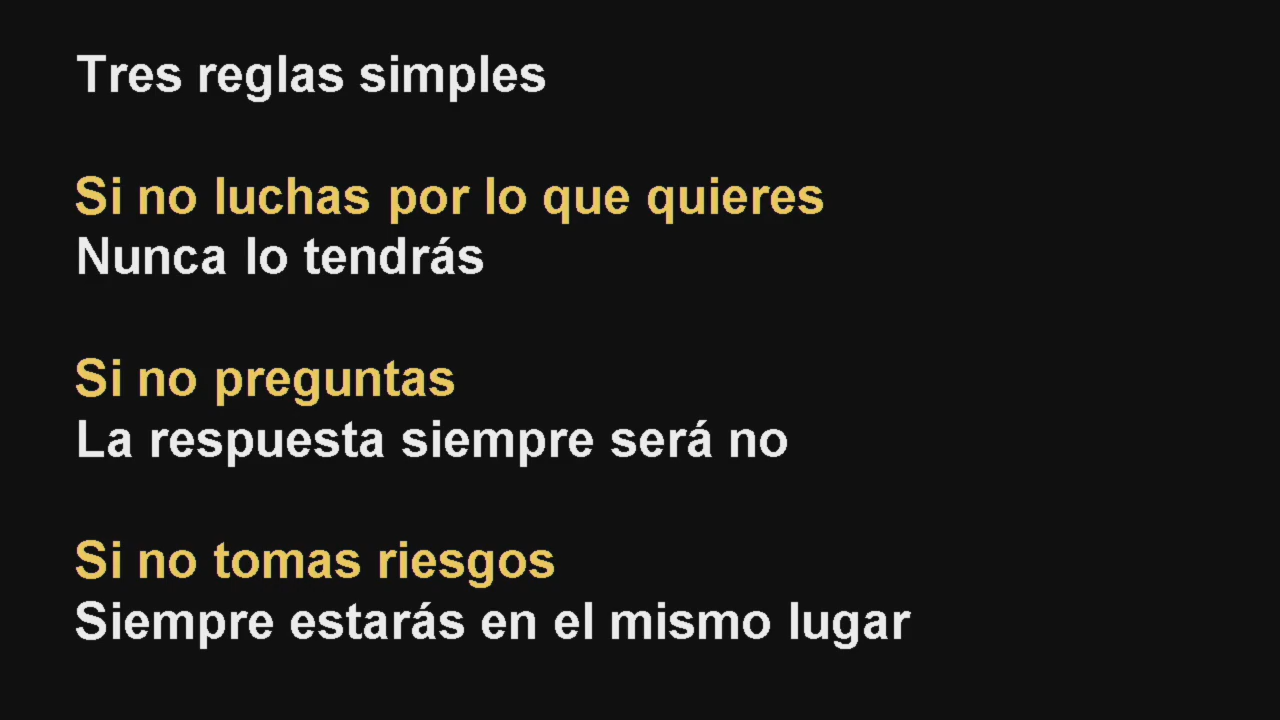 Tres reglas simples
Si no luchas por lo que quieres
Nunca lo tendrás
Si no preguntas
La respuesta siempre será no
Si no tomas riesgos
Siempre estarás en el mismo lugar